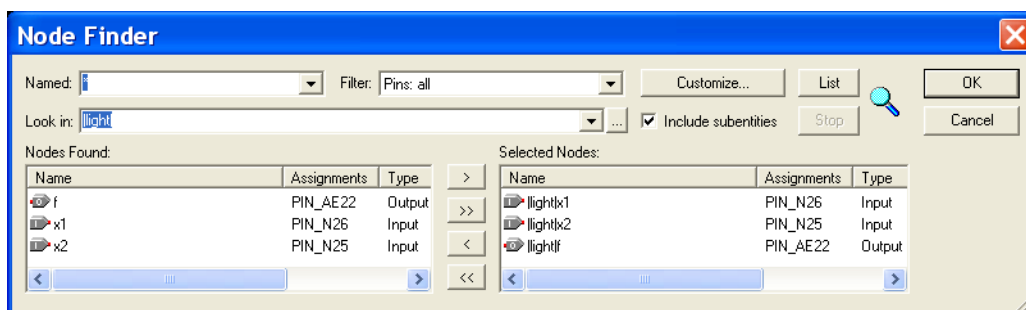 Node Finder
Named: * Filter: Pins: all Customize... List OK
Look in: |light| ... Include subentities Stop Cancel
Nodes Found: Selected Nodes:
Name Assignments Type > Name Assignments Type
f PIN_AE22 Output >> |light|x1 PIN_N26 Input
x1 PIN_N26 Input |light|x2 PIN_N25 Input
x2 PIN_N25 Input < |light|f PIN_AE22 Output
<<